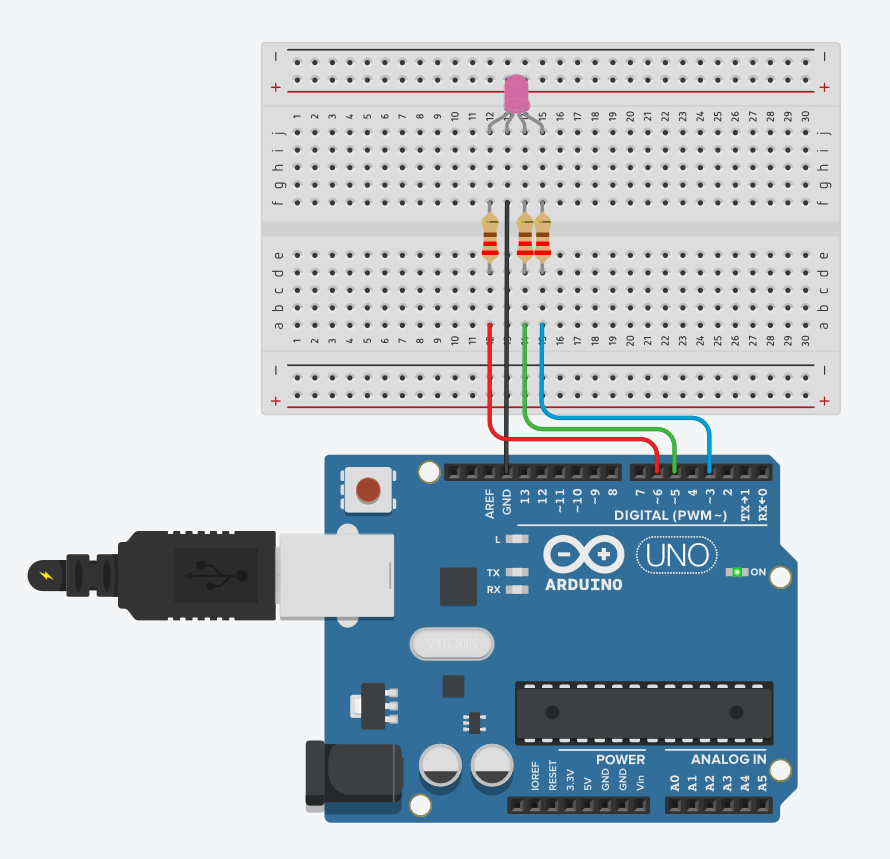 − −
+ +
1 2 3 4 5 6 7 8 9 10 11 12 13 14 15 16 17 18 19 20 21 22 23 24 25 26 27 28 29 30
j j
i i
h h
g g
f f
e e
d d
c c
b b
a a
1 2 3 4 5 6 7 8 9 10 11 12 14 15 16 17 18 19 20 21 22 23 24 25 26 27 28 29 30
− −
+ +
AREF GND 13 12 ~11 ~10 ~9 8 7 ~6 ~5 4 ~3 2 TX→1 RX←0
DIGITAL (PWM~)
L
TX
RX
UNO
ARDUINO
ON
SPK16.000G
POWER ANALOG IN
IOREF RESET 3.3V 5V GND GND Vin A0 A1 A2 A3 A4 A5